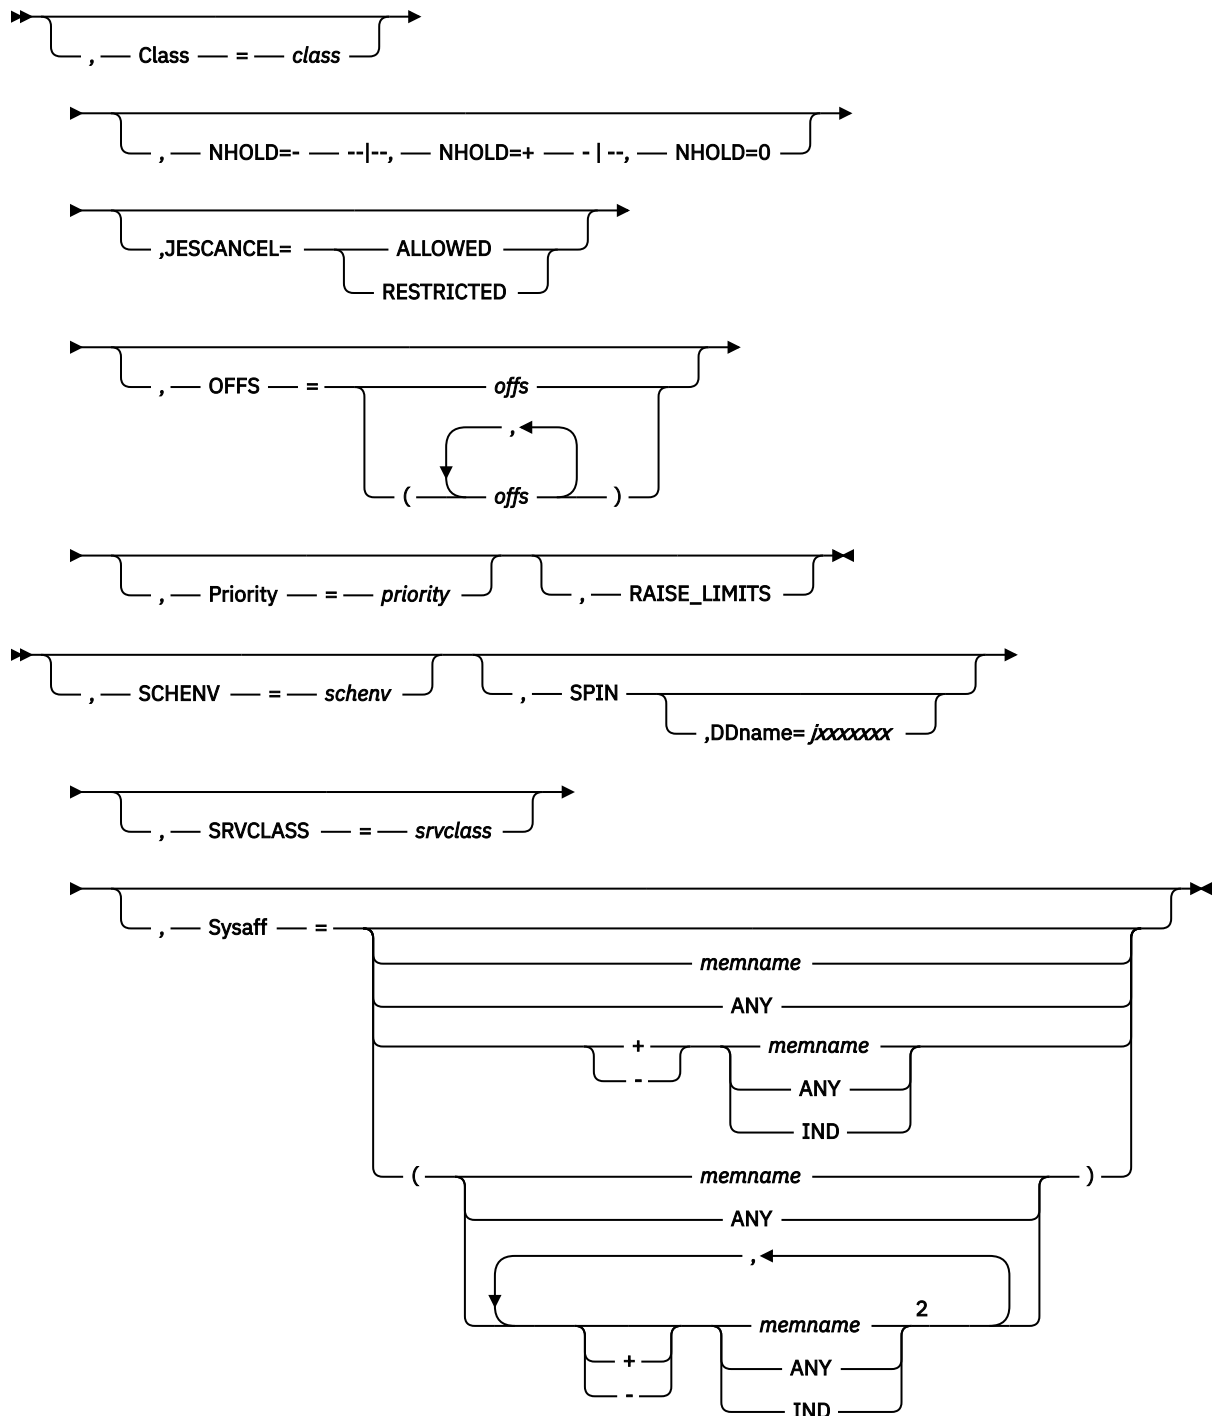 , Class = class
, NHOLD=- --|--, NHOLD=+ - | --, NHOLD=0
,JESCANCEL= ALLOWED
RESTRICTED
, OFFS = offs
,
( offs )
, Priority = priority , RAISE_LIMITS
, SCHENV = schenv , SPIN
,DDname= jxxxxxxx
, SRVCLASS = srvclass
, Sysaff =
memname
ANY
+ memname
- ANY
IND
( memname )
ANY
,
2
memname
+ ANY
- IND